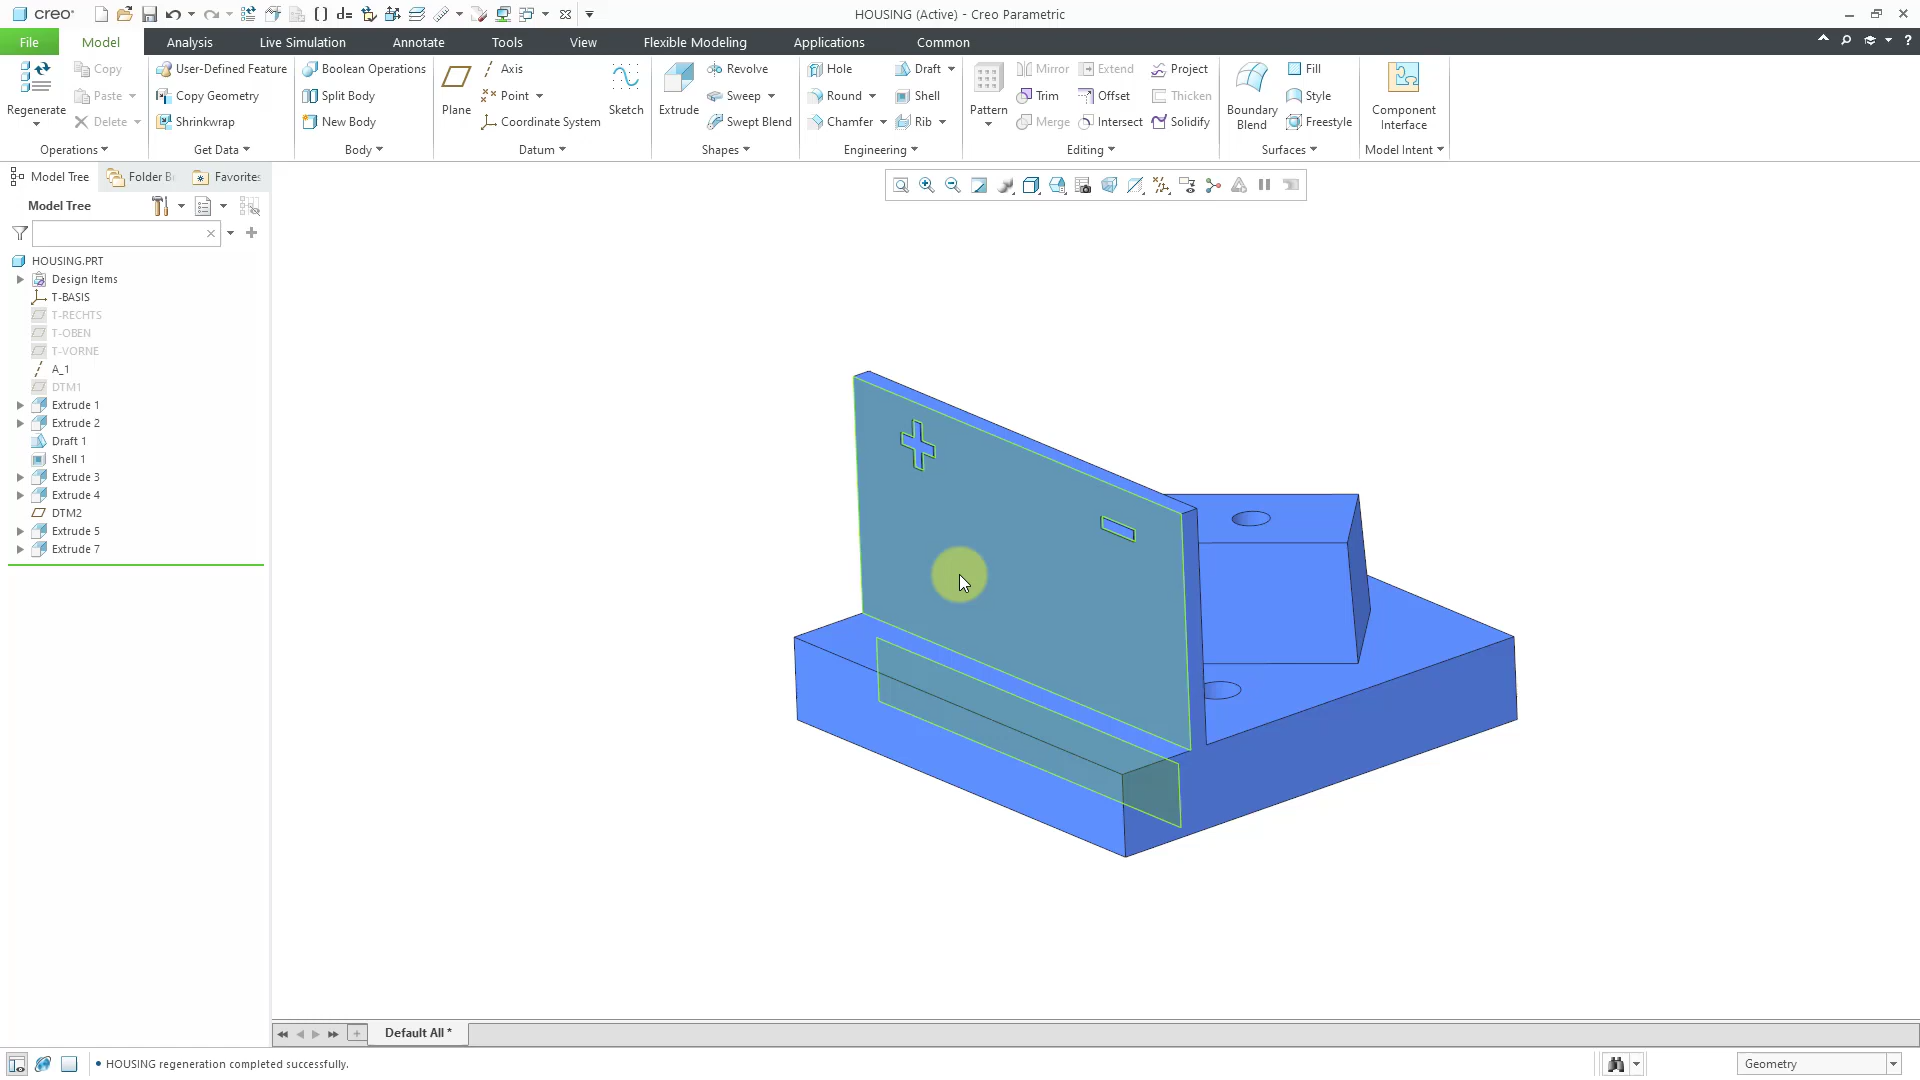 creo
HOUSING (Active) - Creo Parametric
File
Model
Analysis
Live Simulation
Annotate
Tools
View
Flexible Modeling
Applications
Common
Regenerate
Copy
Paste
Delete
Operations
User-Defined Feature
Copy Geometry
Shrinkwrap
Get Data
Boolean Operations
Split Body
New Body
Body
Plane
Axis
Point
Coordinate System
Sketch
Datum
Extrude
Revolve
Sweep
Swept Blend
Shapes
Hole
Round
Chamfer
Draft
Shell
Rib
Engineering
Pattern
Mirror
Trim
Merge
Extend
Offset
Intersect
Project
Thicken
Solidify
Editing
Boundary
Blend
Fill
Style
Freestyle
Surfaces
Component
Interface
Model Intent
Model Tree
Folder B
Favorites
Model Tree
HOUSING.PRT
Design Items
T-BASIS
T-RECHTS
T-OBEN
T-VORNE
A_1
DTM1
Extrude 1
Extrude 2
Draft 1
Shell 1
Extrude 3
Extrude 4
DTM2
Extrude 5
Extrude 7
Default All *
• HOUSING regeneration completed successfully.
Geometry